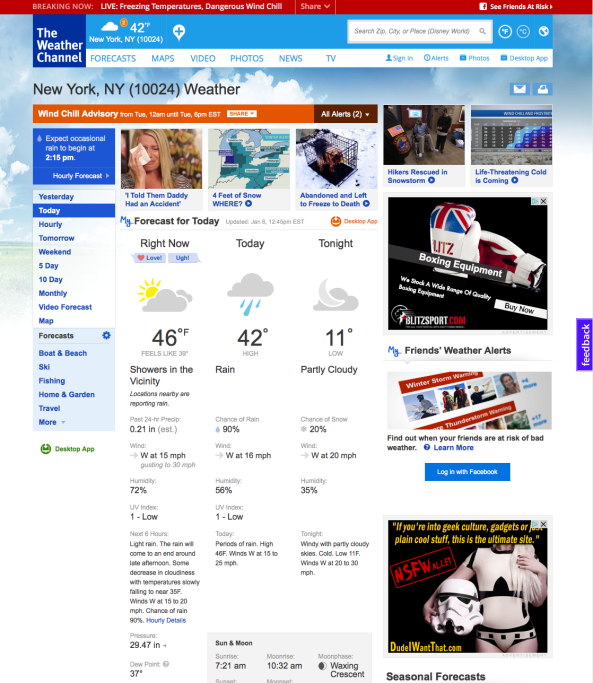 BREAKING NOW: LIVE: Freezing Temperatures, Dangerous Wind Chill Share See Friends At Risk
The Weather Channel
2 42°F
New York, NY (10024)
Search Zip, City, or Place (Disney World)
°F °C
FORECASTS MAPS VIDEO PHOTOS NEWS TV
Sign In Alerts Photos Desktop App
New York, NY (10024) Weather
Wind Chill Advisory from Tue, 12am until Tue, 6pm EST SHARE All Alerts (2)
Expect occasional
rain to begin at
2:15 pm.
Hourly Forecast
Yesterday
Today
Hourly
Tomorrow
Weekend
5 Day
10 Day
Monthly
Video Forecast
Map
Forecasts
Boat & Beach
Ski
Fishing
Home & Garden
Travel
More
Desktop App
'I Told Them Daddy
Had an Accident'
4 Feet of Snow
WHERE?
Abandoned and Left
to Freeze to Death
My Forecast for Today Updated: Jan 6, 12:45pm EST Desktop App
Right Now
Love! Ugh!
46°F
FEELS LIKE 39°
Showers in the
Vicinity
Locations nearby are
reporting rain.
Past 24-hr Precip:
0.21 in (est.)
Wind:
W at 15 mph
gusting to 30 mph
Humidity:
72%
UV Index:
1 - Low
Next 6 Hours:
Light rain. The rain will
come to an end around
late afternoon. Some
decrease in cloudiness
with temperatures slowly
falling to near 35F.
Winds W at 15 to 20
mph. Chance of rain
90%. Hourly Details
Pressure:
29.47 in
Dew Point:
37°
Today
42°
HIGH
Rain
Chance of Rain:
90%
Wind:
W at 16 mph
Humidity:
56%
UV Index:
1 - Low
Today:
Periods of rain. High
46F. Winds W at 15 to
25 mph.
Tonight
11°
LOW
Partly Cloudy
Chance of Snow:
20%
Wind:
W at 20 mph
Humidity:
35%
Tonight:
Windy with partly cloudy
skies. Cold. Low 11F.
Winds W at 20 to 30
mph.
Sun & Moon
Sunrise: Moonrise: Moonphase:
7:21 am 10:32 am Waxing
Crescent
Sunset: Moonset:
WIND CHILL AND FROSTBITE
Hikers Rescued in
Snowstorm
Life-Threatening Cold
is Coming
LITZ
Boxing Equipment
We Stock A Wide Range Of Quality
Boxing Equipment
Buy Now
BLITZSPORT.COM
ADVERTISEMENT
My Friends' Weather Alerts
Winter Storm Warning
+4
more
Thunderstorm Warning
+17
more
Find out when your friends are at risk of bad
weather. Learn More
Log in with Facebook
"If you're into geek culture, gadgets or just
plain cool stuff, this is the ultimate site."
NSFW
DudeIWantThat.com
ADVERTISEMENT
Seasonal Forecasts
feedback